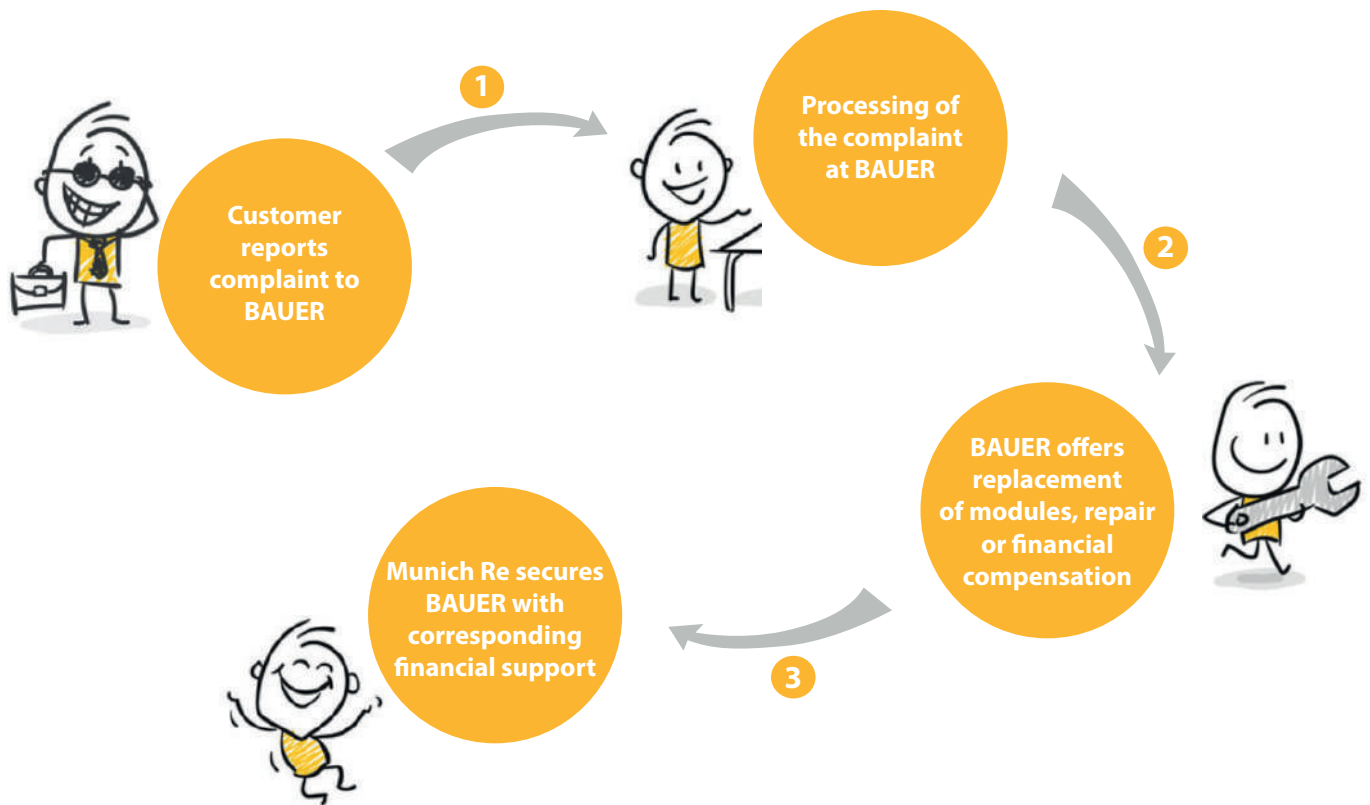 Customer
reports
complaint to
BAUER
1
Processing of
the complaint
at BAUER
2
BAUER offers
replacement
of modules, repair
or financial
compensation
3
Munich Re secures
BAUER with
corresponding
financial support